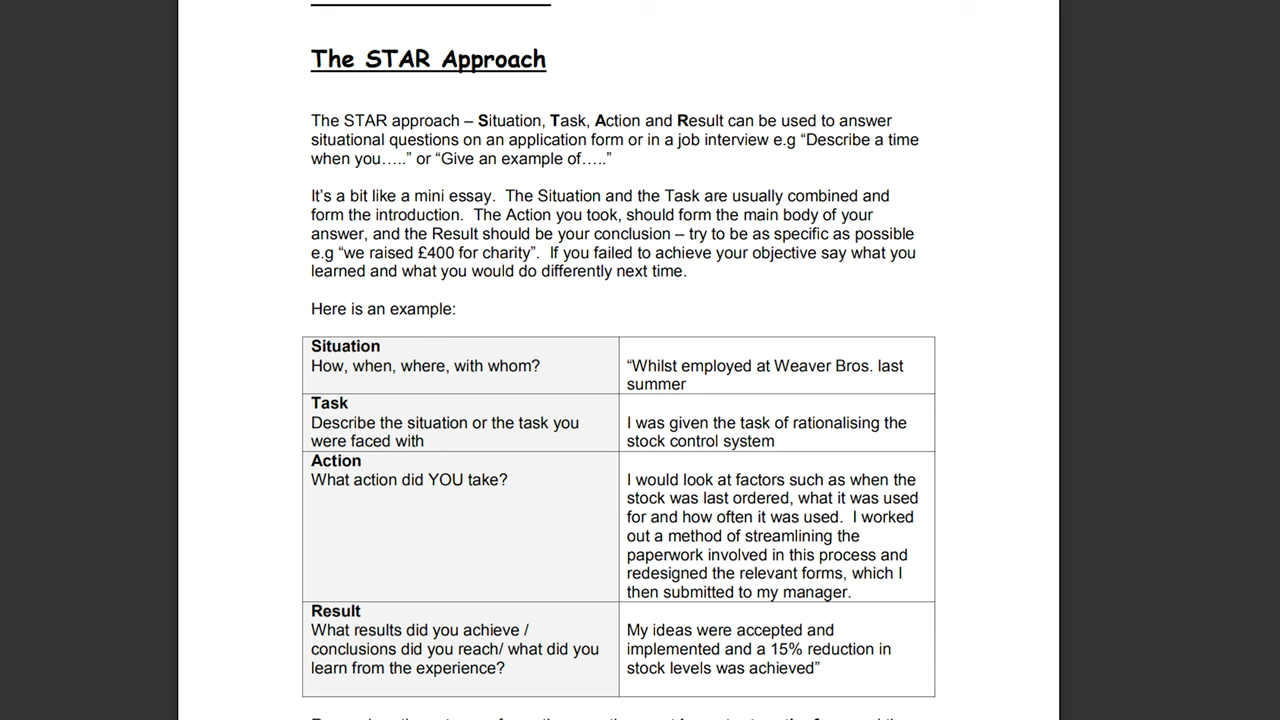 The STAR Approach
The STAR approach – Situation, Task, Action and Result can be used to answer
situational questions on an application form or in a job interview e.g “Describe a time
when you…..” or “Give an example of…..”
It’s a bit like a mini essay.  The Situation and the Task are usually combined and
form the introduction.  The Action you took, should form the main body of your
answer, and the Result should be your conclusion – try to be as specific as possible
e.g “we raised £400 for charity”.  If you failed to achieve your objective say what you
learned and what you would do differently next time.
Here is an example:
Situation
How, when, where, with whom?
“Whilst employed at Weaver Bros. last
summer
Task
Describe the situation or the task you
were faced with
I was given the task of rationalising the
stock control system
Action
What action did YOU take?
I would look at factors such as when the
stock was last ordered, what it was used
for and how often it was used.  I worked
out a method of streamlining the
paperwork involved in this process and
redesigned the relevant forms, which I
then submitted to my manager.
Result
What results did you achieve /
conclusions did you reach/ what did you
learn from the experience?
My ideas were accepted and
implemented and a 15% reduction in
stock levels was achieved”